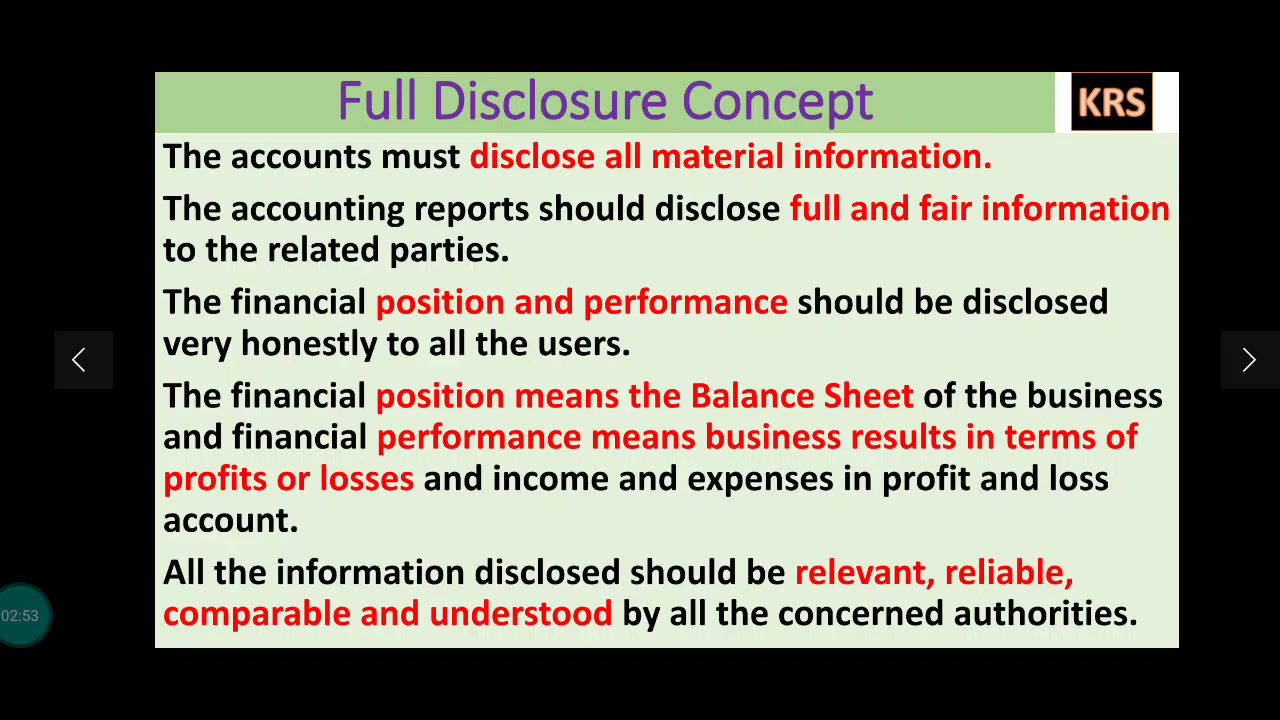 Full Disclosure Concept
KRS
The accounts must disclose all material information.
The accounting reports should disclose full and fair information
to the related parties.
The financial position and performance should be disclosed
very honestly to all the users.
The financial position means the Balance Sheet of the business
and financial performance means business results in terms of
profits or losses and income and expenses in profit and loss
account.
All the information disclosed should be relevant, reliable,
comparable and understood by all the concerned authorities.
02:53